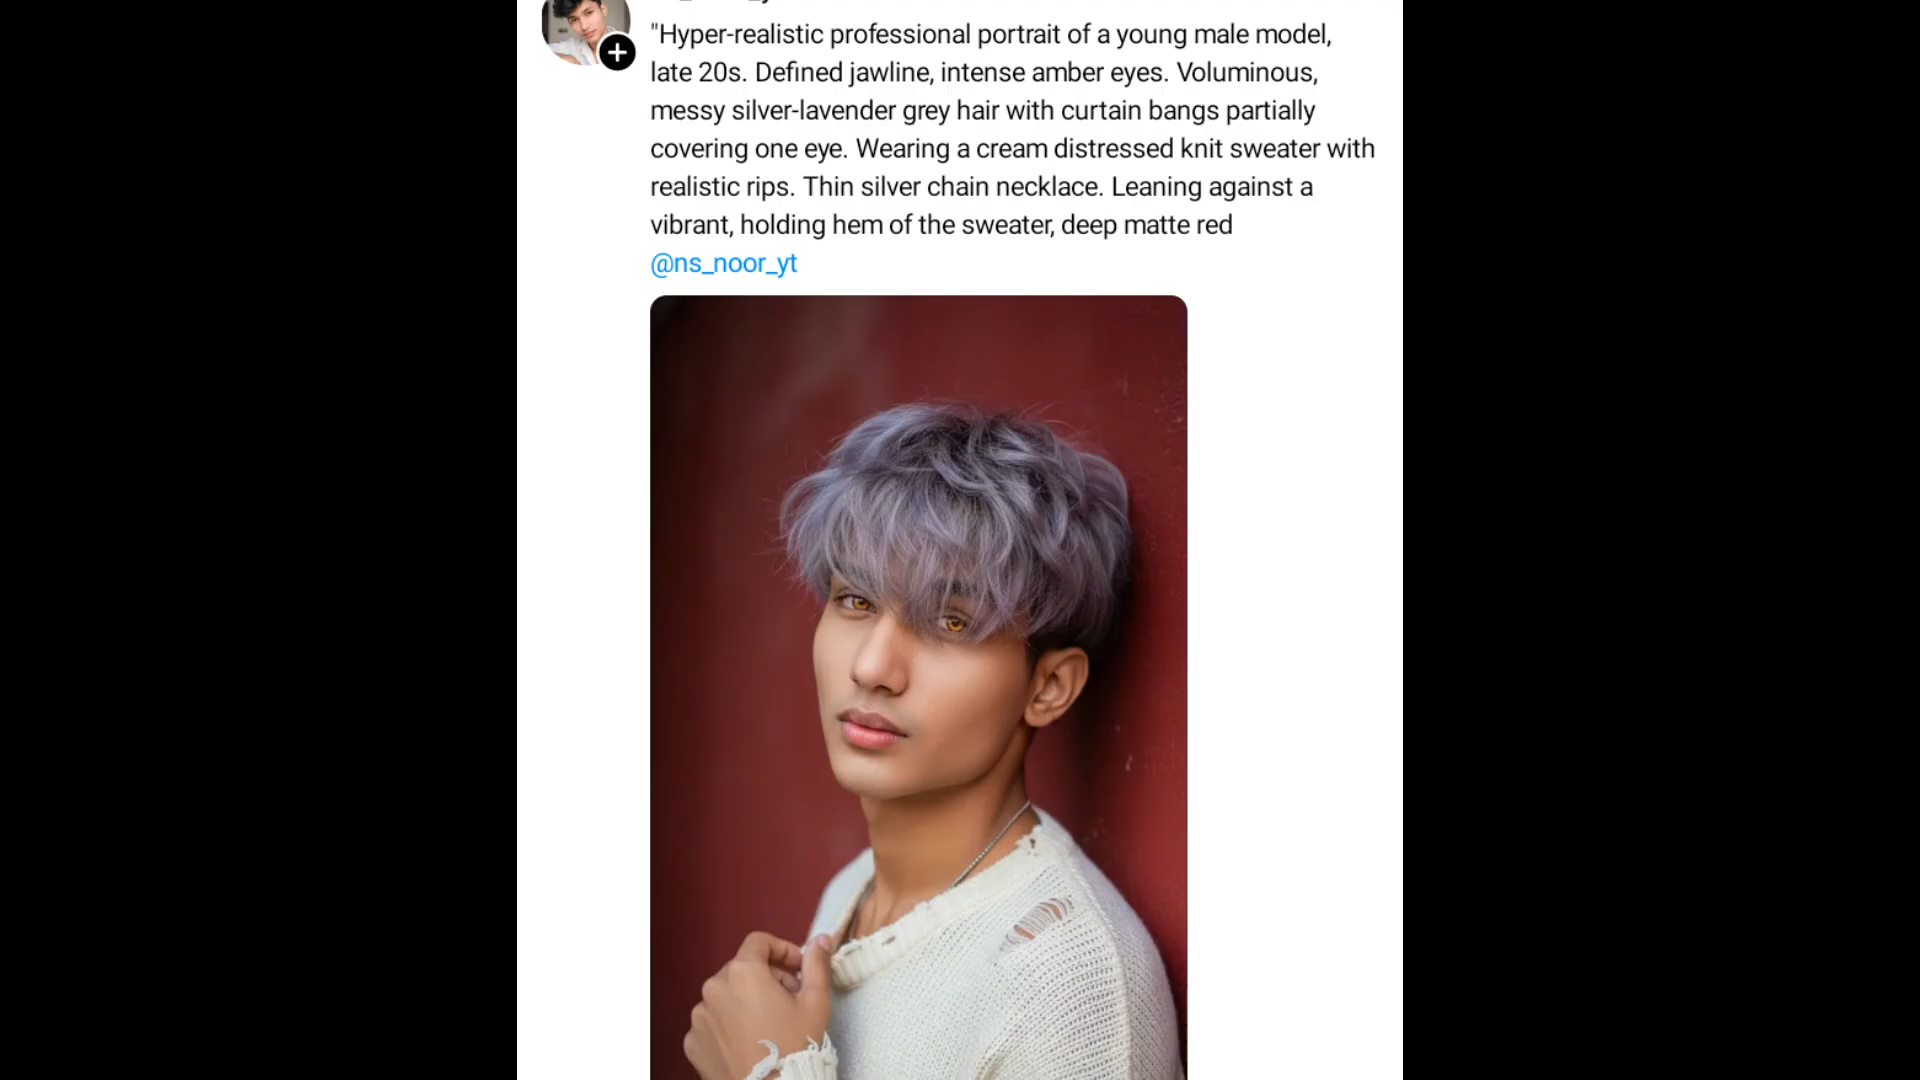 "Hyper-realistic professional portrait of a young male model,
late 20s. Defined jawline, intense amber eyes. Voluminous,
messy silver-lavender grey hair with curtain bangs partially
covering one eye. Wearing a cream distressed knit sweater with
realistic rips. Thin silver chain necklace. Leaning against a
vibrant, holding hem of the sweater, deep matte red
@ns_noor_yt